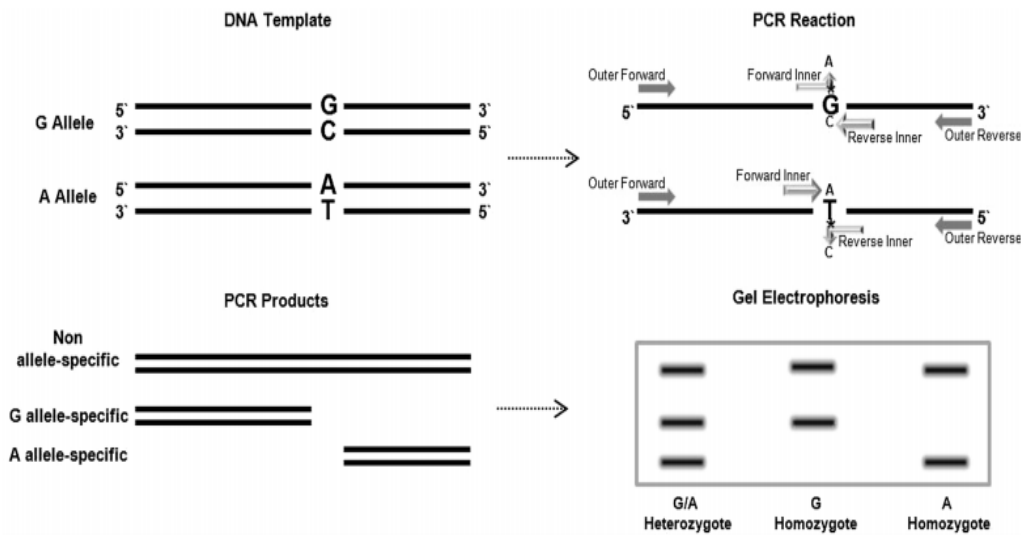 DNA Template
G Allele
5` G 3`
3` C 5`
A Allele
5` A 3`
3` T 5`
PCR Reaction
A
Outer Forward Forward Inner
5` G 3`
C
Reverse Inner Outer Reverse
Outer Forward Forward Inner A
3` T 5`
Reverse Inner Outer Reverse
C
PCR Products
Non
allele-specific
G allele-specific
A allele-specific
Gel Electrophoresis
G/A G A
Heterozygote Homozygote Homozygote